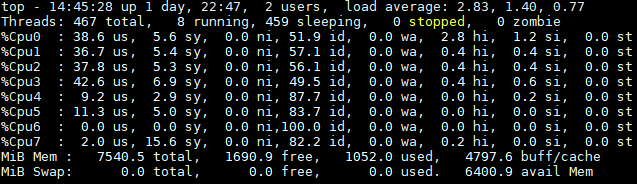 top - 14:45:28 up 1 day, 22:47,  2 users,  load average: 2.83, 1.40, 0.77
Threads: 467 total,   8 running, 459 sleeping,   0 stopped,   0 zombie
%Cpu0  : 38.6 us,  5.6 sy,  0.0 ni, 51.9 id,  0.0 wa,  2.8 hi,  1.2 si,  0.0 st
%Cpu1  : 36.7 us,  5.4 sy,  0.0 ni, 57.1 id,  0.0 wa,  0.4 hi,  0.4 si,  0.0 st
%Cpu2  : 37.8 us,  5.3 sy,  0.0 ni, 56.1 id,  0.0 wa,  0.4 hi,  0.4 si,  0.0 st
%Cpu3  : 42.6 us,  6.9 sy,  0.0 ni, 49.5 id,  0.0 wa,  0.4 hi,  0.6 si,  0.0 st
%Cpu4  :  9.2 us,  2.9 sy,  0.0 ni, 87.7 id,  0.0 wa,  0.0 hi,  0.2 si,  0.0 st
%Cpu5  : 11.3 us,  5.0 sy,  0.0 ni, 83.7 id,  0.0 wa,  0.0 hi,  0.0 si,  0.0 st
%Cpu6  :  0.0 us,  0.0 sy,  0.0 ni,100.0 id,  0.0 wa,  0.0 hi,  0.0 si,  0.0 st
%Cpu7  :  2.0 us, 15.6 sy,  0.0 ni, 82.2 id,  0.0 wa,  0.2 hi,  0.0 si,  0.0 st
MiB Mem :   7540.5 total,   1690.9 free,   1052.0 used,   4797.6 buff/cache
MiB Swap:      0.0 total,      0.0 free,      0.0 used.   6400.9 avail Mem